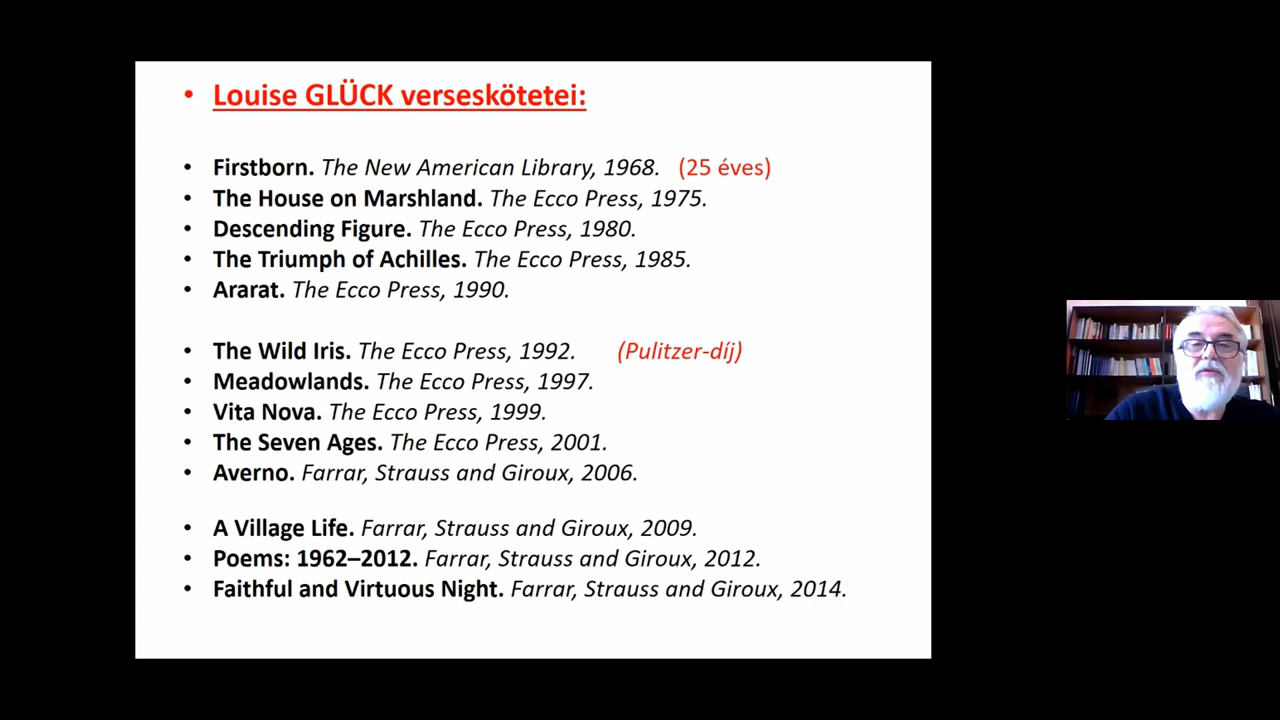 • Louise GLÜCK verseskötetei:
• Firstborn. The New American Library, 1968. (25 éves)
• The House on Marshland. The Ecco Press, 1975.
• Descending Figure. The Ecco Press, 1980.
• The Triumph of Achilles. The Ecco Press, 1985.
• Ararat. The Ecco Press, 1990.
• The Wild Iris. The Ecco Press, 1992. (Pulitzer-díj)
• Meadowlands. The Ecco Press, 1997.
• Vita Nova. The Ecco Press, 1999.
• The Seven Ages. The Ecco Press, 2001.
• Averno. Farrar, Strauss and Giroux, 2006.
• A Village Life. Farrar, Strauss and Giroux, 2009.
• Poems: 1962–2012. Farrar, Strauss and Giroux, 2012.
• Faithful and Virtuous Night. Farrar, Strauss and Giroux, 2014.